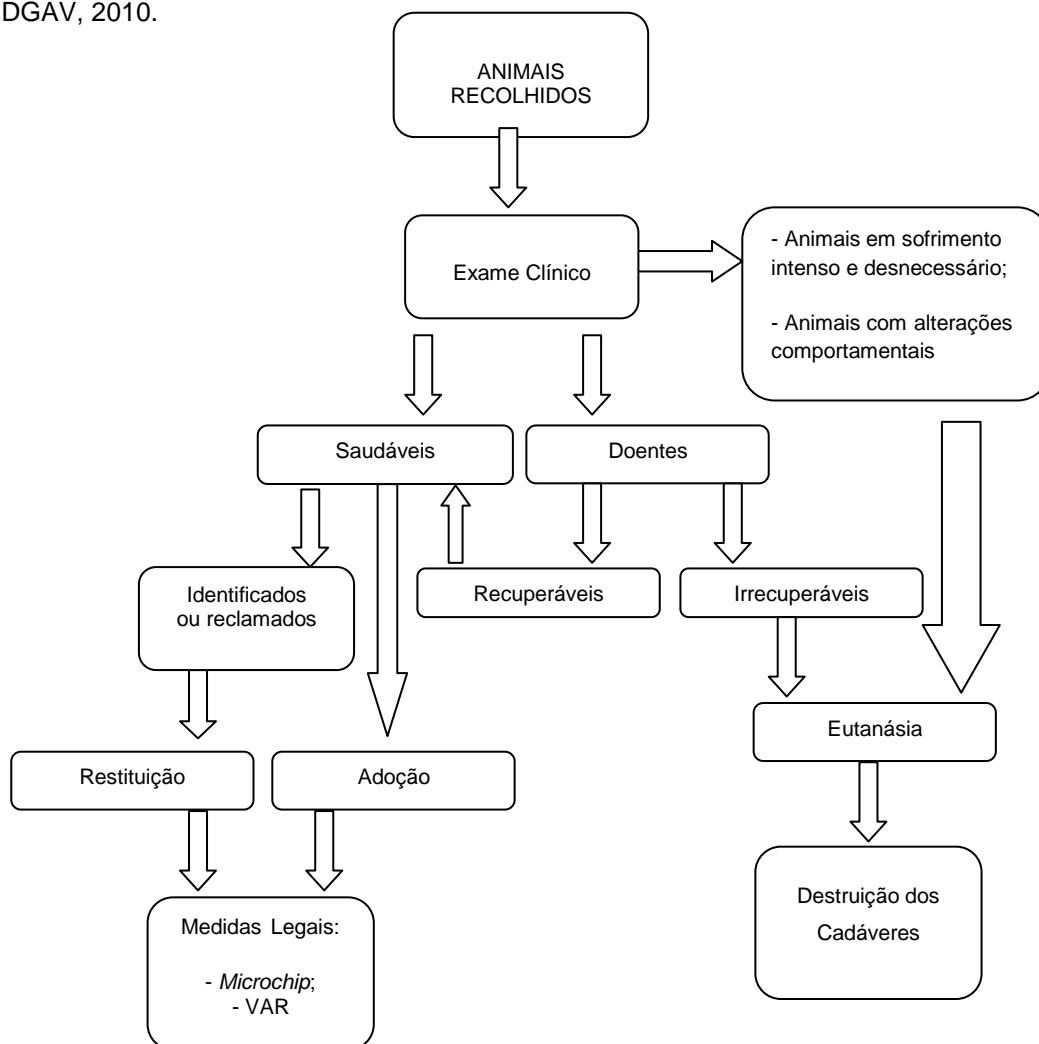 DGAV, 2010.
ANIMAIS
RECOLHIDOS
Exame Clínico
- Animais em sofrimento
intenso e desnecessário;
- Animais com alterações
comportamentais
Saudáveis
Doentes
Identificados
ou reclamados
Recuperáveis
Irrecuperáveis
Restituição
Adoção
Eutanásia
Medidas Legais:
- Microchip;
- VAR
Destruição dos
Cadáveres